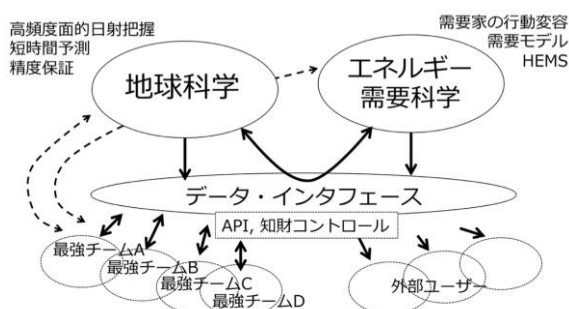 高頻度面的日射把握
短時間予測
精度保証
需要家の行動変容
需要モデル
HEMS
地球科学
エネルギー
需要科学
データ・インタフェース
API, 知財コントロール
最強チームA
最強チームB
最強チームC
最強チームD
外部ユーザー